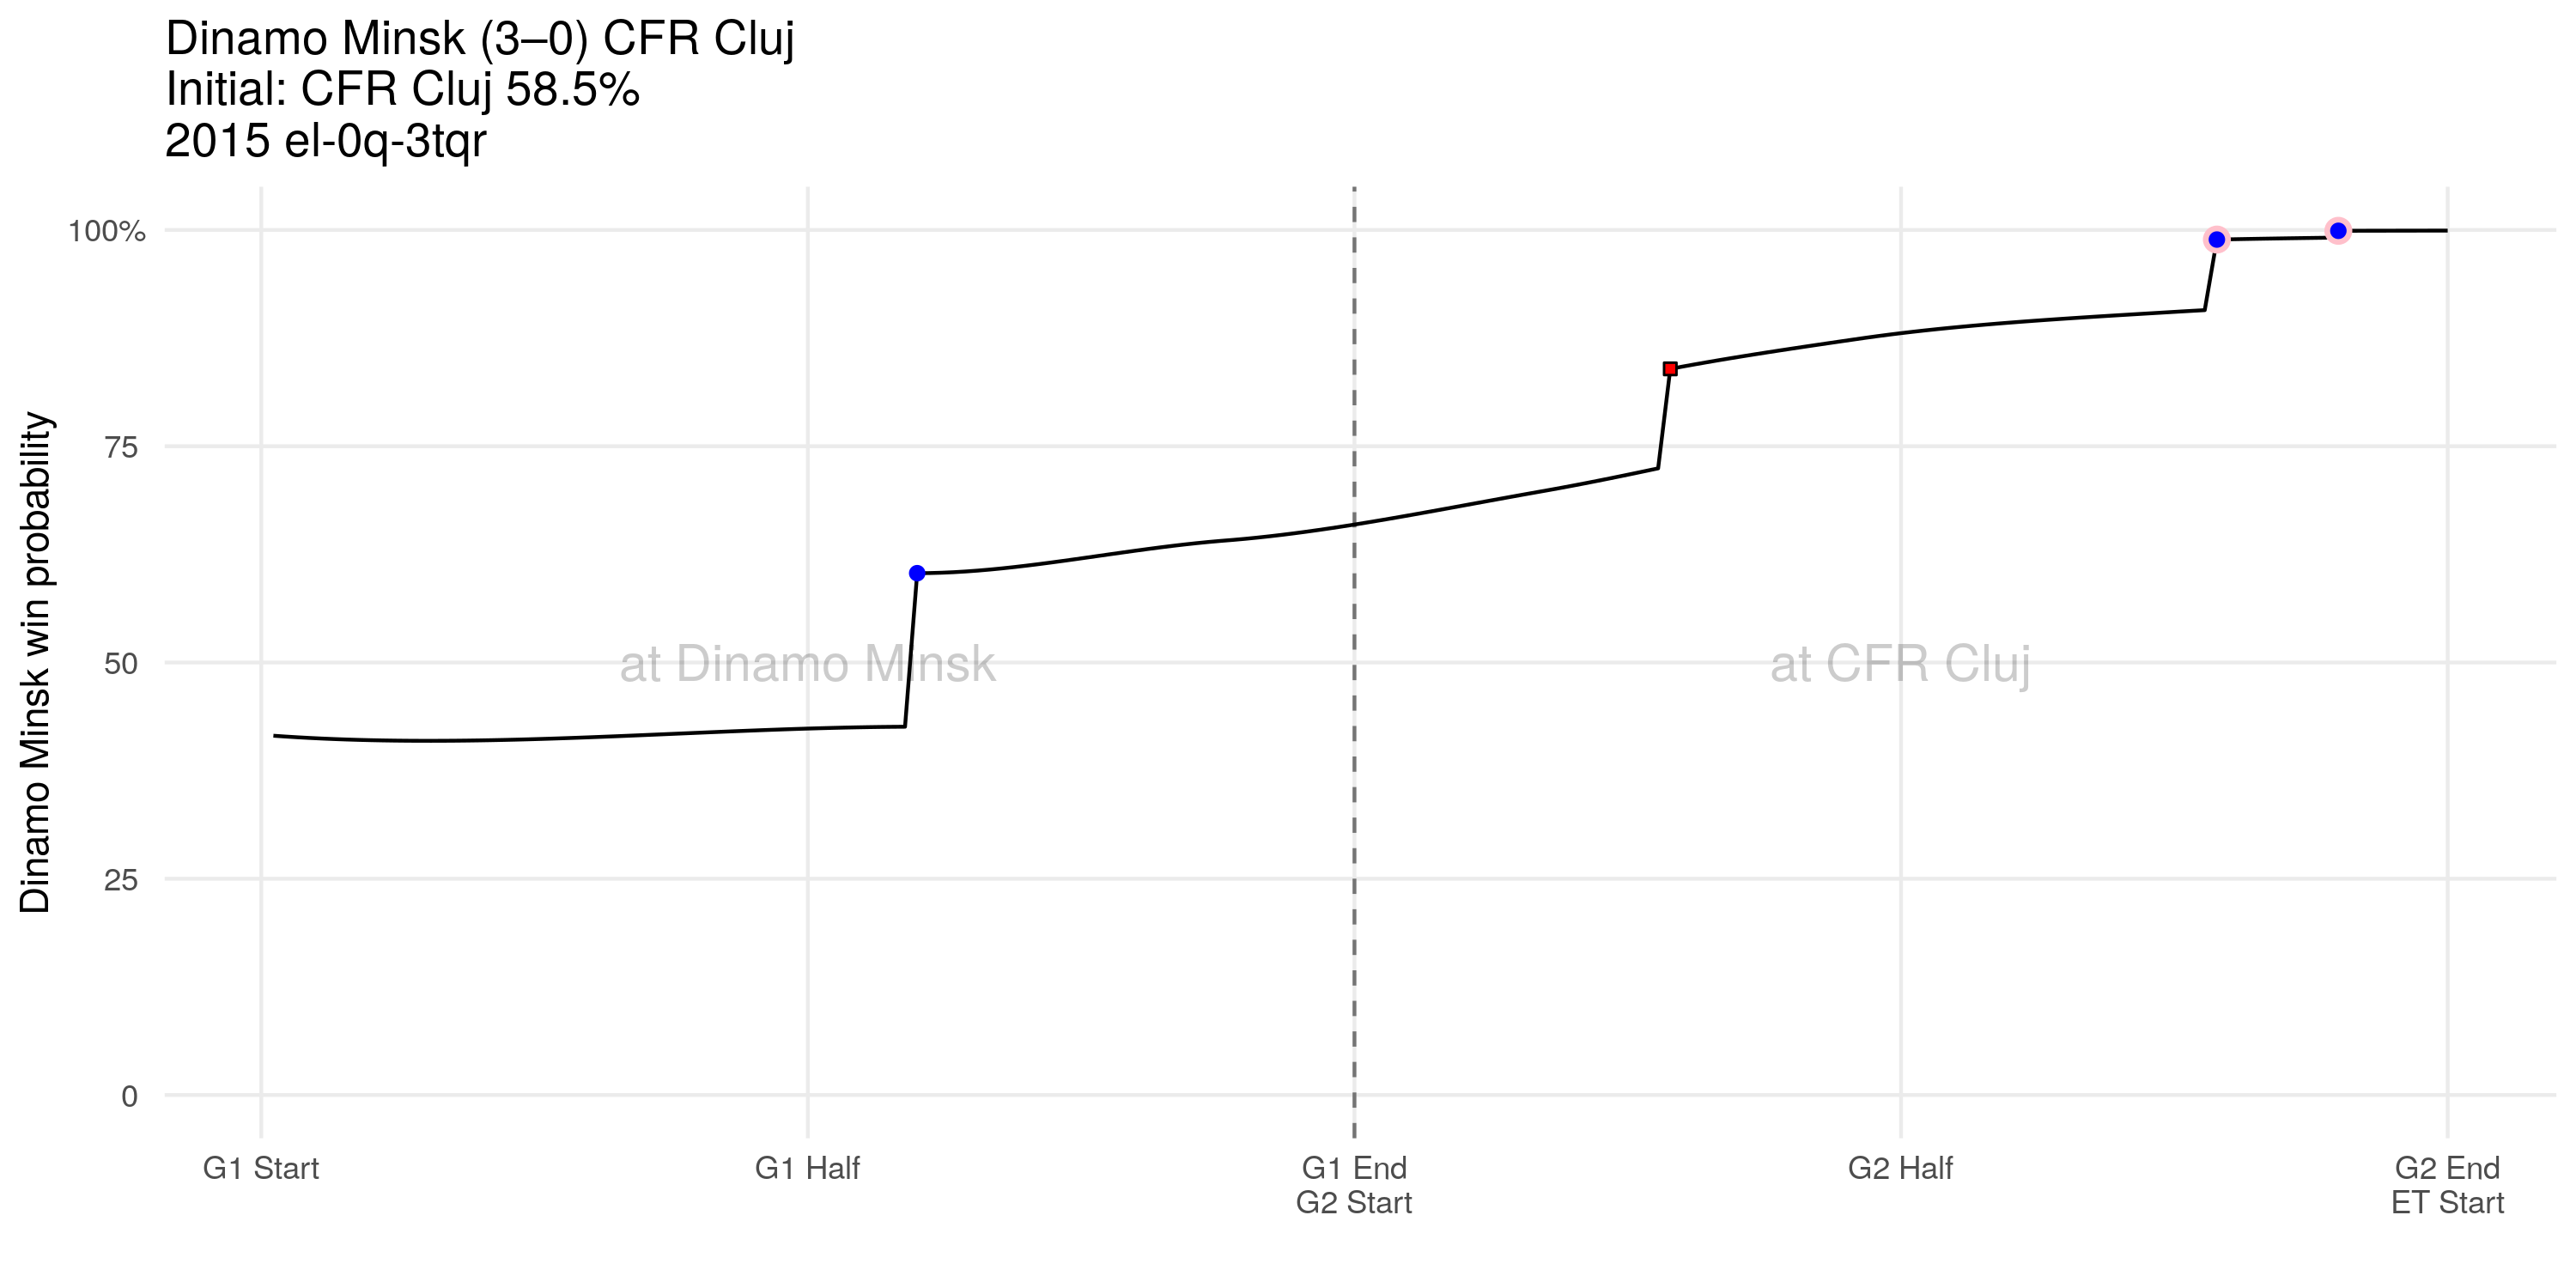 Dinamo Minsk (3–0) CFR Cluj
Initial: CFR Cluj 58.5%
2015 el-0q-3tqr
Dinamo Minsk win probability
100%
75
50
25
0
at Dinamo Minsk
at CFR Cluj
G1 Start
G1 Half
G1 End
G2 Start
G2 Half
G2 End
ET Start